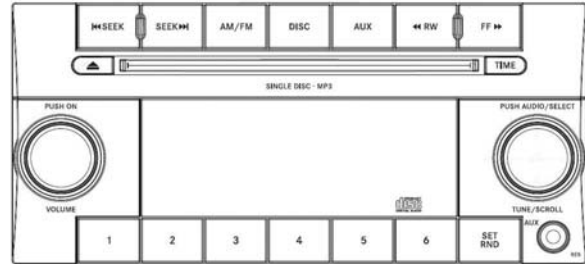 SEEK
SEEK
AM/FM
DISC
AUX
RW
FF
TIME
SINGLE DISC · MP3
PUSH ON
PUSH AUDIO/SELECT
VOLUME
TUNE/SCROLL
1
2
3
4
5
6
SET
RND
AUX